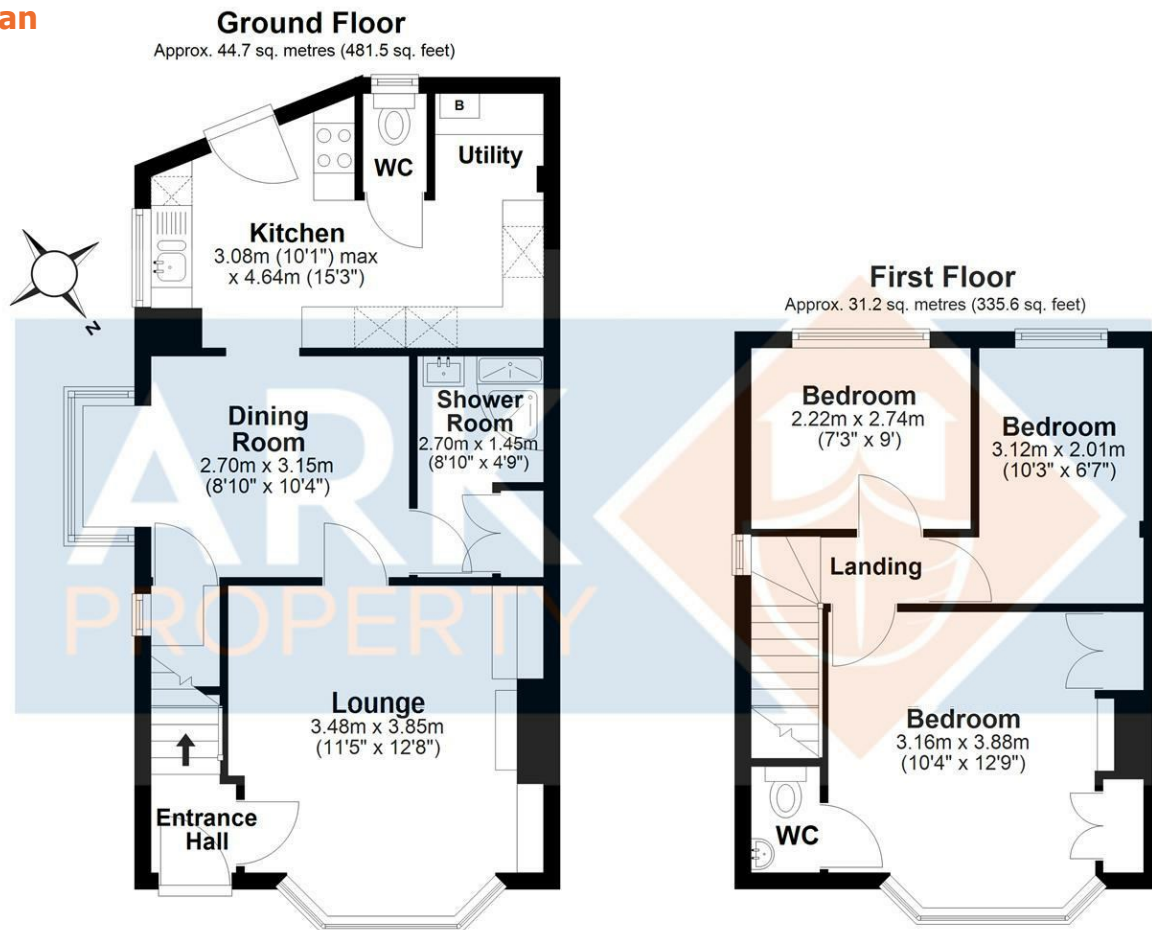 an
Ground Floor
Approx. 44.7 sq. metres (481.5 sq. feet)
B
WC
Utility
Kitchen
3.08m (10'1") max
x 4.64m (15'3")
N
Dining
Room
2.70m x 3.15m
(8'10" x 10'4")
Shower
Room
2.70m x 1.45m
(8'10" x 4'9")
Lounge
3.48m x 3.85m
(11'5" x 12'8")
Entrance
Hall
First Floor
Approx. 31.2 sq. metres (335.6 sq. feet)
Bedroom
2.22m x 2.74m
(7'3" x 9')
Bedroom
3.12m x 2.01m
(10'3" x 6'7")
Landing
Bedroom
3.16m x 3.88m
(10'4" x 12'9")
WC
ARK
PROPERTY